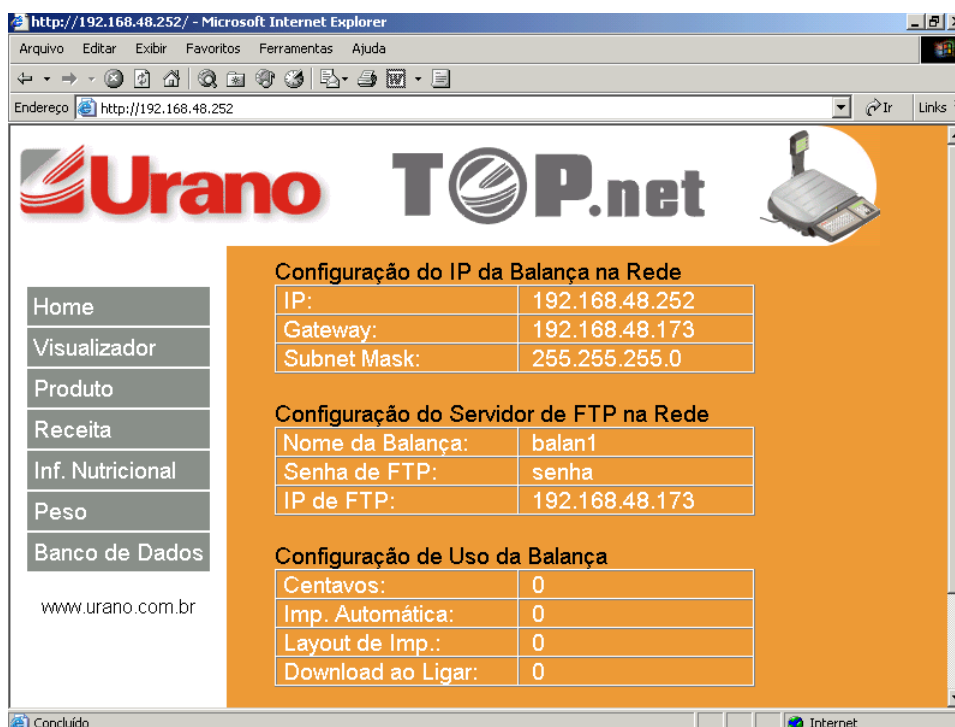 http://192.168.48.252/ - Microsoft Internet Explorer
Arquivo Editar Exibir Favoritos Ferramentas Ajuda
Endereço http://192.168.48.252 Ir Links
Urano TOP.net
Home
Visualizador
Produto
Receita
Inf. Nutricional
Peso
Banco de Dados
www.urano.com.br
Configuração do IP da Balança na Rede
IP: 192.168.48.252
Gateway: 192.168.48.173
Subnet Mask: 255.255.255.0
Configuração do Servidor de FTP na Rede
Nome da Balança: balan1
Senha de FTP: senha
IP de FTP: 192.168.48.173
Configuração de Uso da Balança
Centavos: 0
Imp. Automática: 0
Layout de Imp.: 0
Download ao Ligar: 0
Concluído Internet